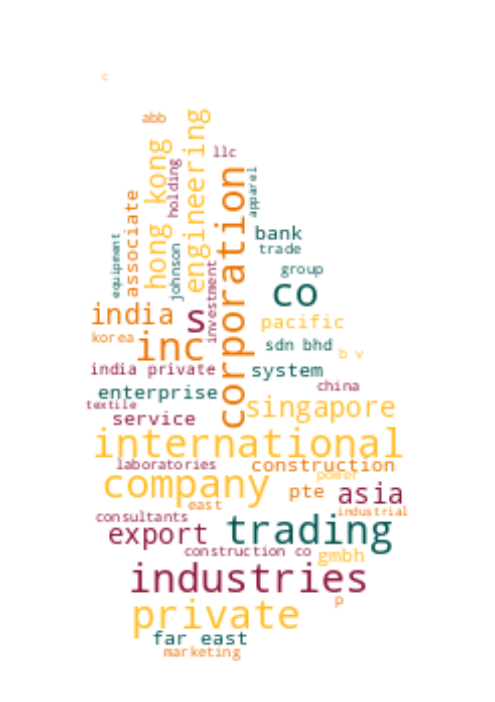 c
abb
engineering
hong kong
llc
holding
corporation
apparel
associate
equipment
johnson
bank
trade
investment
group
co
india
s
pacific
korea
inc
sdn bhd
b v
india private
system
china
enterprise
textile
singapore
service
international
laboratories
construction
power
company
pte
asia
east
industrial
consultants
export
trading
construction co
gmbh
industries
p
private
far east
marketing